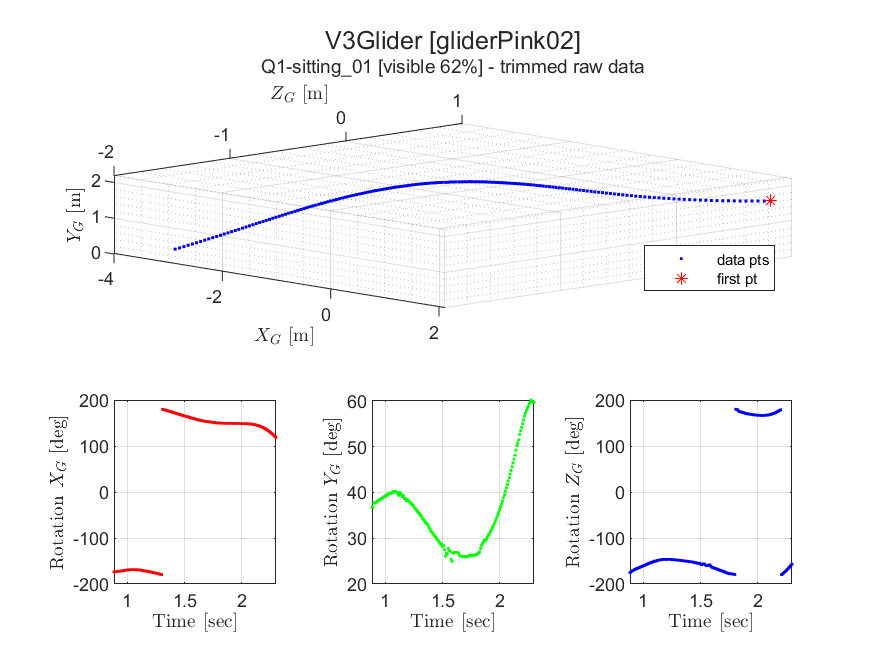 V3Glider [gliderPink02]
Q1-sitting_01 [visible 62%] - trimmed raw data
Z_G [m]
-2 -1 0 1
Y_G [m]
2
1
0
-4 -2 0 2
X_G [m]
data pts
first pt
Rotation X_G [deg]
200
100
0
-100
-200
1 1.5 2
Time [sec]
Rotation Y_G [deg]
60
50
40
30
20
1 1.5 2
Time [sec]
Rotation Z_G [deg]
200
100
0
-100
-200
1 1.5 2
Time [sec]